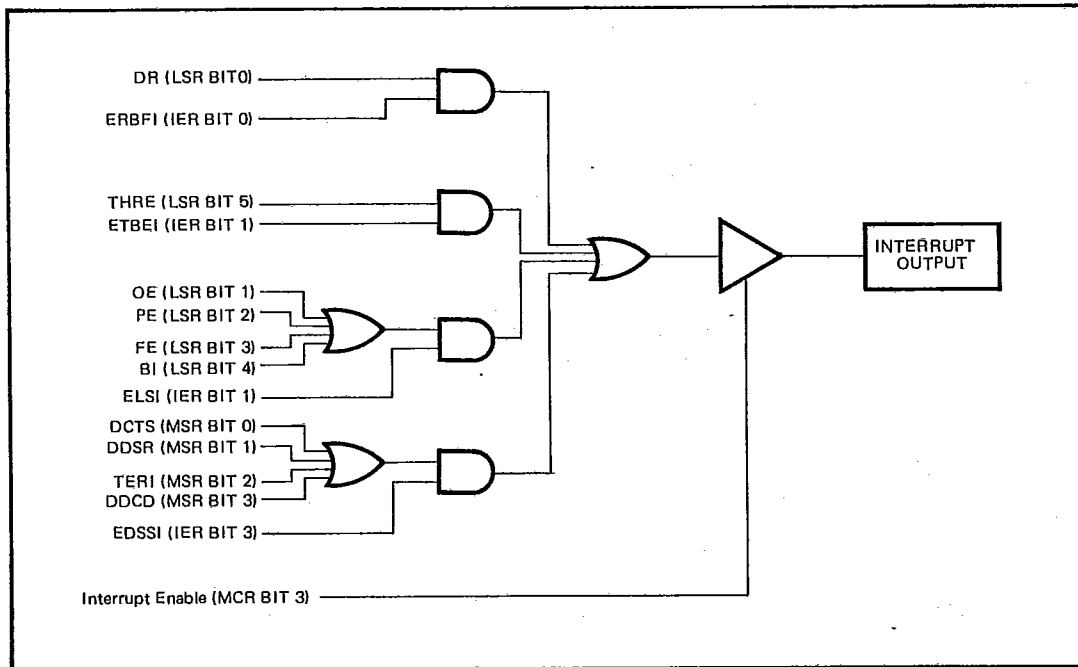 DR (LSR BIT0)
ERBFI (IER BIT 0)
THRE (LSR BIT 5)
ETBEI (IER BIT 1)
OE (LSR BIT 1)
PE (LSR BIT 2)
FE (LSR BIT 3)
BI (LSR BIT 4)
ELSI (IER BIT 1)
DCTS (MSR BIT 0)
DDSR (MSR BIT 1)
TERI (MSR BIT 2)
DDCD (MSR BIT 3)
EDSSI (IER BIT 3)
Interrupt Enable (MCR BIT 3)
INTERRUPT
OUTPUT